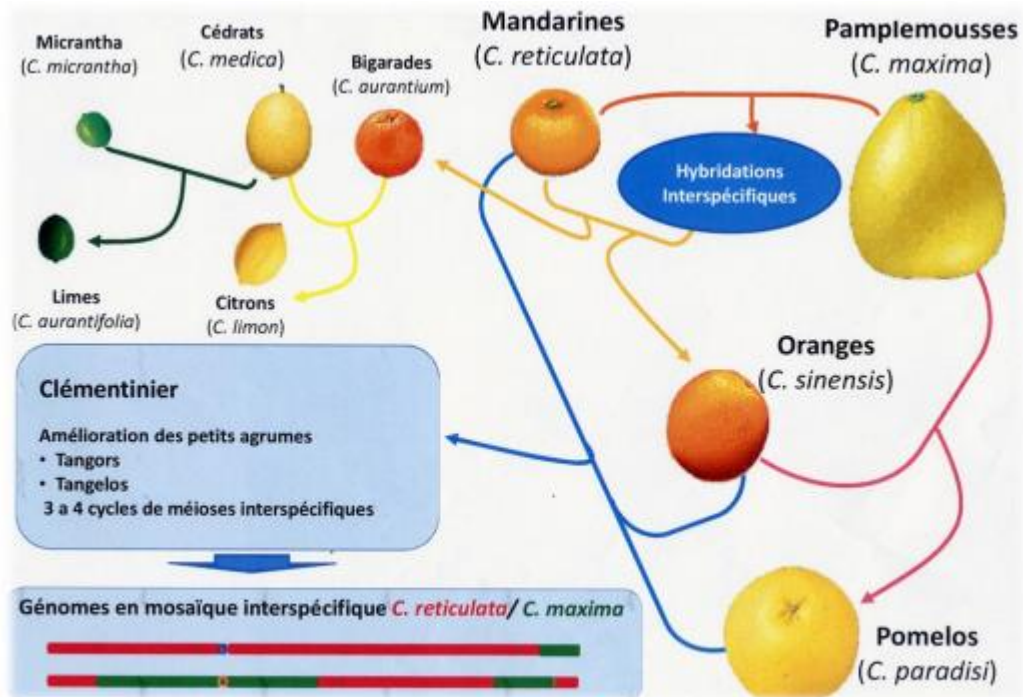 Micrantha
(C. micrantha)
Cédrats
(C. medica)
Bigarades
(C. aurantium)
Mandarines
(C. reticulata)
Pamplemousses
(C. maxima)
Hybridations
Interspécifiques
Limes
(C. aurantifolia)
Citrons
(C. limon)
Oranges
(C. sinensis)
Clémentinier
Amélioration des petits agrumes
• Tangors
• Tangelos
3 a 4 cycles de méioses interspécifiques
Génomes en mosaïque interspécifique C. reticulata/ C. maxima
Pomelos
(C. paradisi)